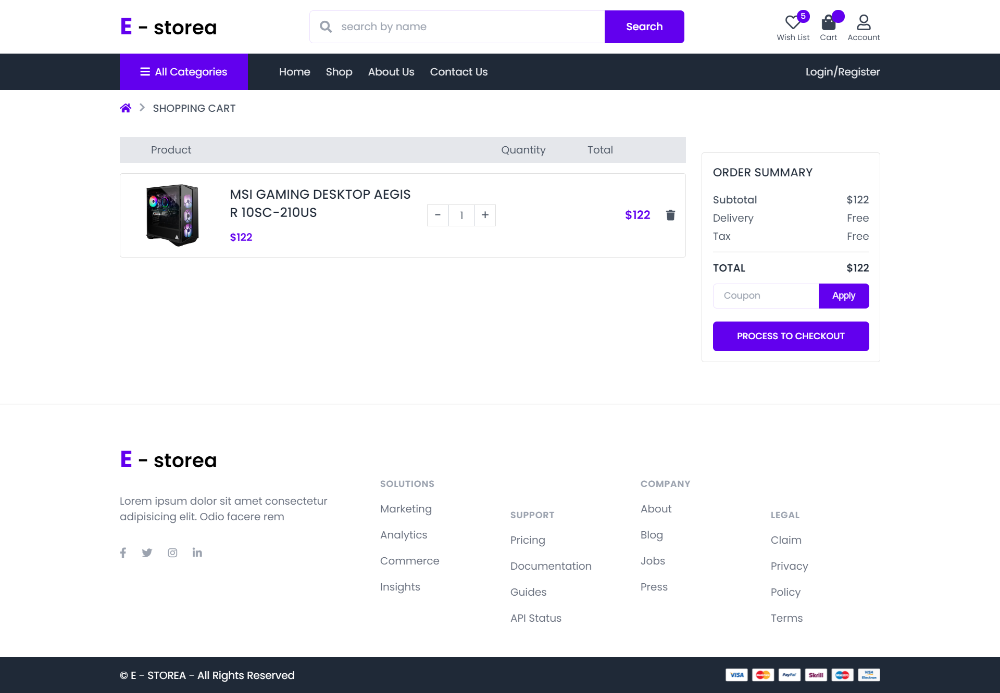 E - storea
search by name
Search
5
Wish List
Cart
Account
All Categories
Home
Shop
About Us
Contact Us
Login/Register
SHOPPING CART
Product
Quantity
Total
MSI GAMING DESKTOP AEGIS
R 10SC-210US
$122
-
1
+
$122
ORDER SUMMARY
Subtotal
$122
Delivery
Free
Tax
Free
TOTAL
$122
Coupon
Apply
PROCESS TO CHECKOUT
E - storea
Lorem ipsum dolor sit amet consectetur
adipisicing elit. Odio facere rem
SOLUTIONS
Marketing
Analytics
Commerce
Insights
SUPPORT
Pricing
Documentation
Guides
API Status
COMPANY
About
Blog
Jobs
Press
LEGAL
Claim
Privacy
Policy
Terms
© E - STOREA - All Rights Reserved
VISA
MasterCard
PayPal
Skrill
Maestro
VISA
Electron